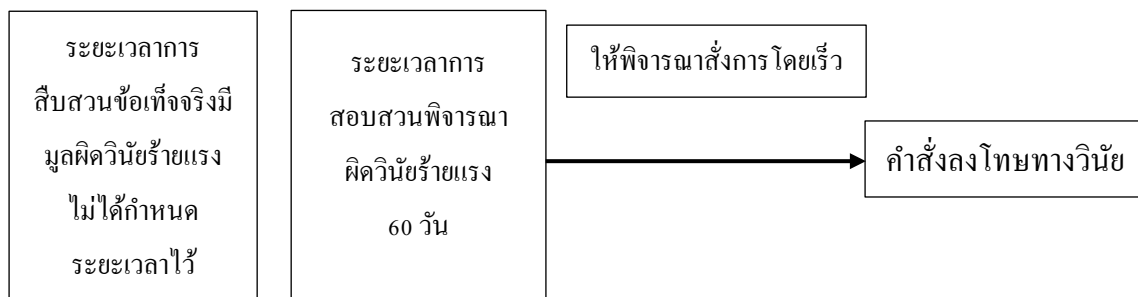 ระยะเวลาการ
สืบสวนข้อเท็จจริงมี
มูลผิดวินัยร้ายแรง
ไม่ได้กำหนด
ระยะเวลาไว้
ระยะเวลาการ
สอบสวนพิจารณา
ผิดวินัยร้ายแรง
60 วัน
ให้พิจารณาสั่งการโดยเร็ว
คำสั่งลงโทษทางวินัย